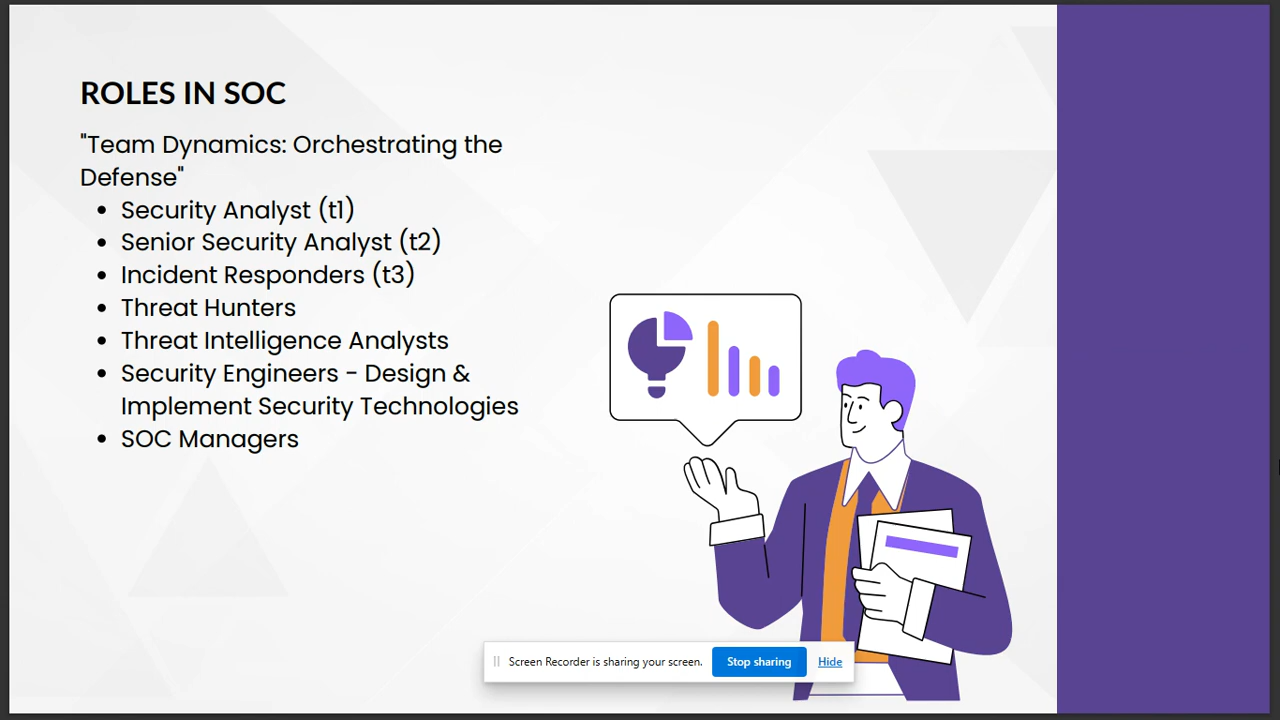 ROLES IN SOC
"Team Dynamics: Orchestrating the
Defense"
• Security Analyst (t1)
• Senior Security Analyst (t2)
• Incident Responders (t3)
• Threat Hunters
• Threat Intelligence Analysts
• Security Engineers - Design &
Implement Security Technologies
• SOC Managers
Screen Recorder is sharing your screen. Stop sharing Hide